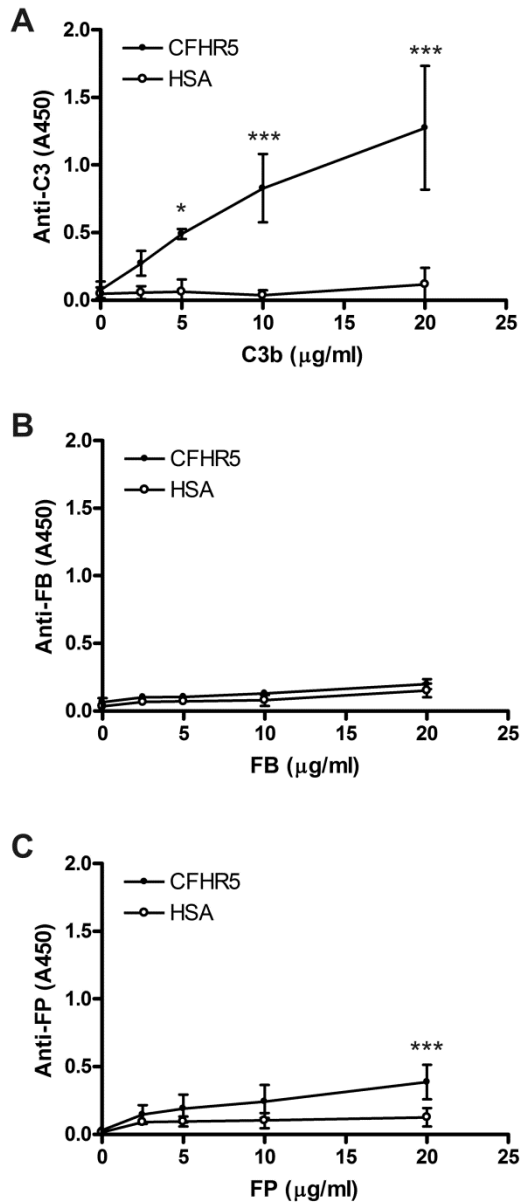 A
2.0
CFHR5
***
HSA
1.5
***
1.0
*
0.5
0.0
Anti-C3 (A450)
0 5 10 15 20 25
C3b (μg/ml)
B
2.0
CFHR5
HSA
1.5
1.0
0.5
0.0
Anti-FB (A450)
0 5 10 15 20 25
FB (μg/ml)
C
2.0
CFHR5
HSA
1.5
1.0
***
0.5
0.0
Anti-FP (A450)
0 5 10 15 20 25
FP (μg/ml)